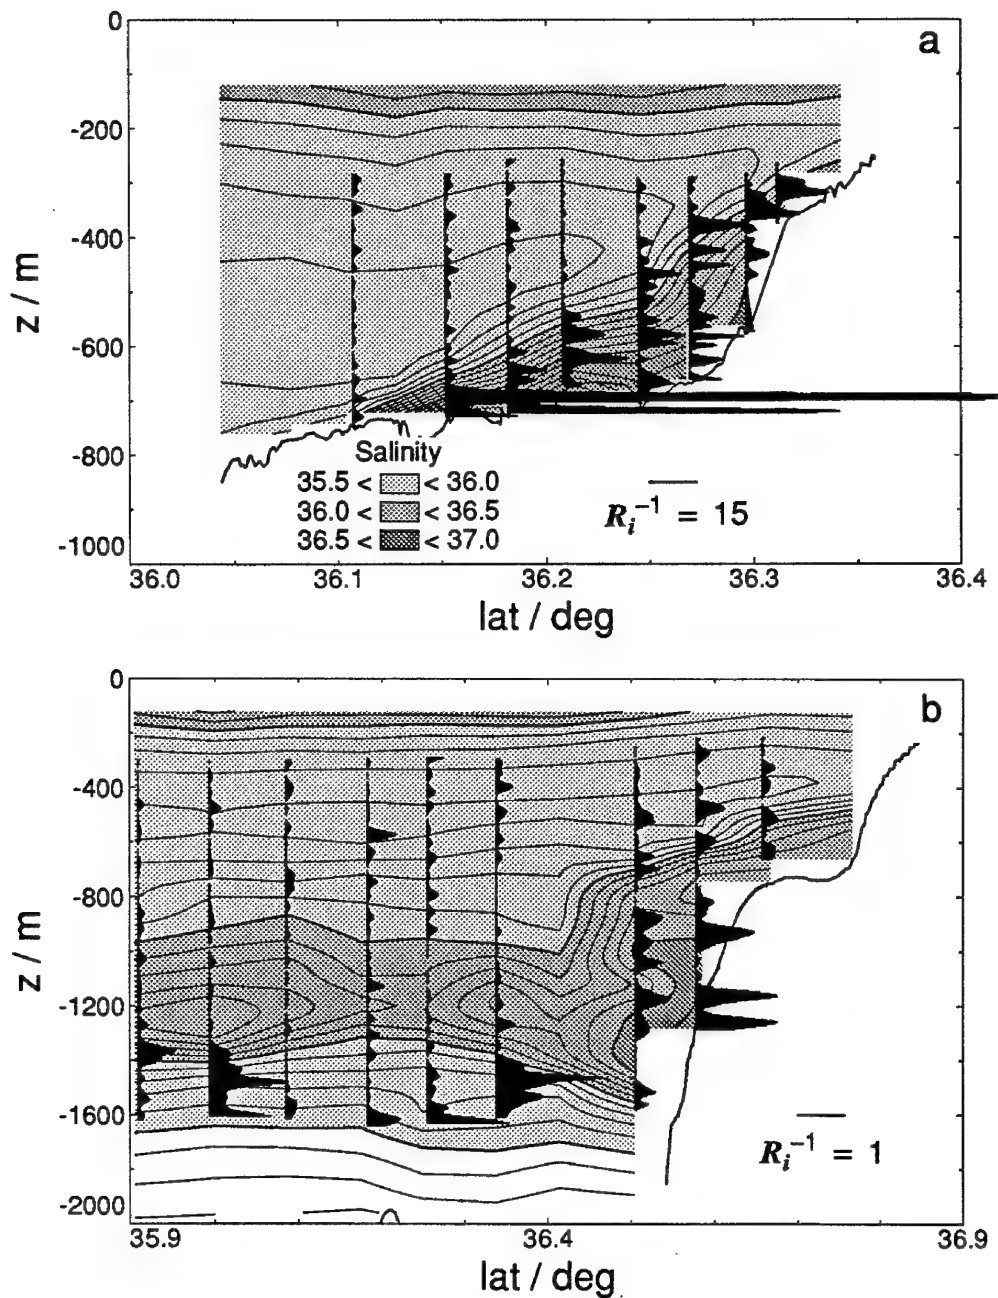 a
0
-200
-400
-600
-800
-1000
z / m
Salinity
35.5 < < 36.0
36.0 < < 36.5
36.5 < < 37.0
R_i^{-1} = 15
36.0 36.1 36.2 36.3 36.4
lat / deg
b
0
-400
-800
-1200
-1600
-2000
z / m
R_i^{-1} = 1
35.9 36.4 36.9
lat / deg